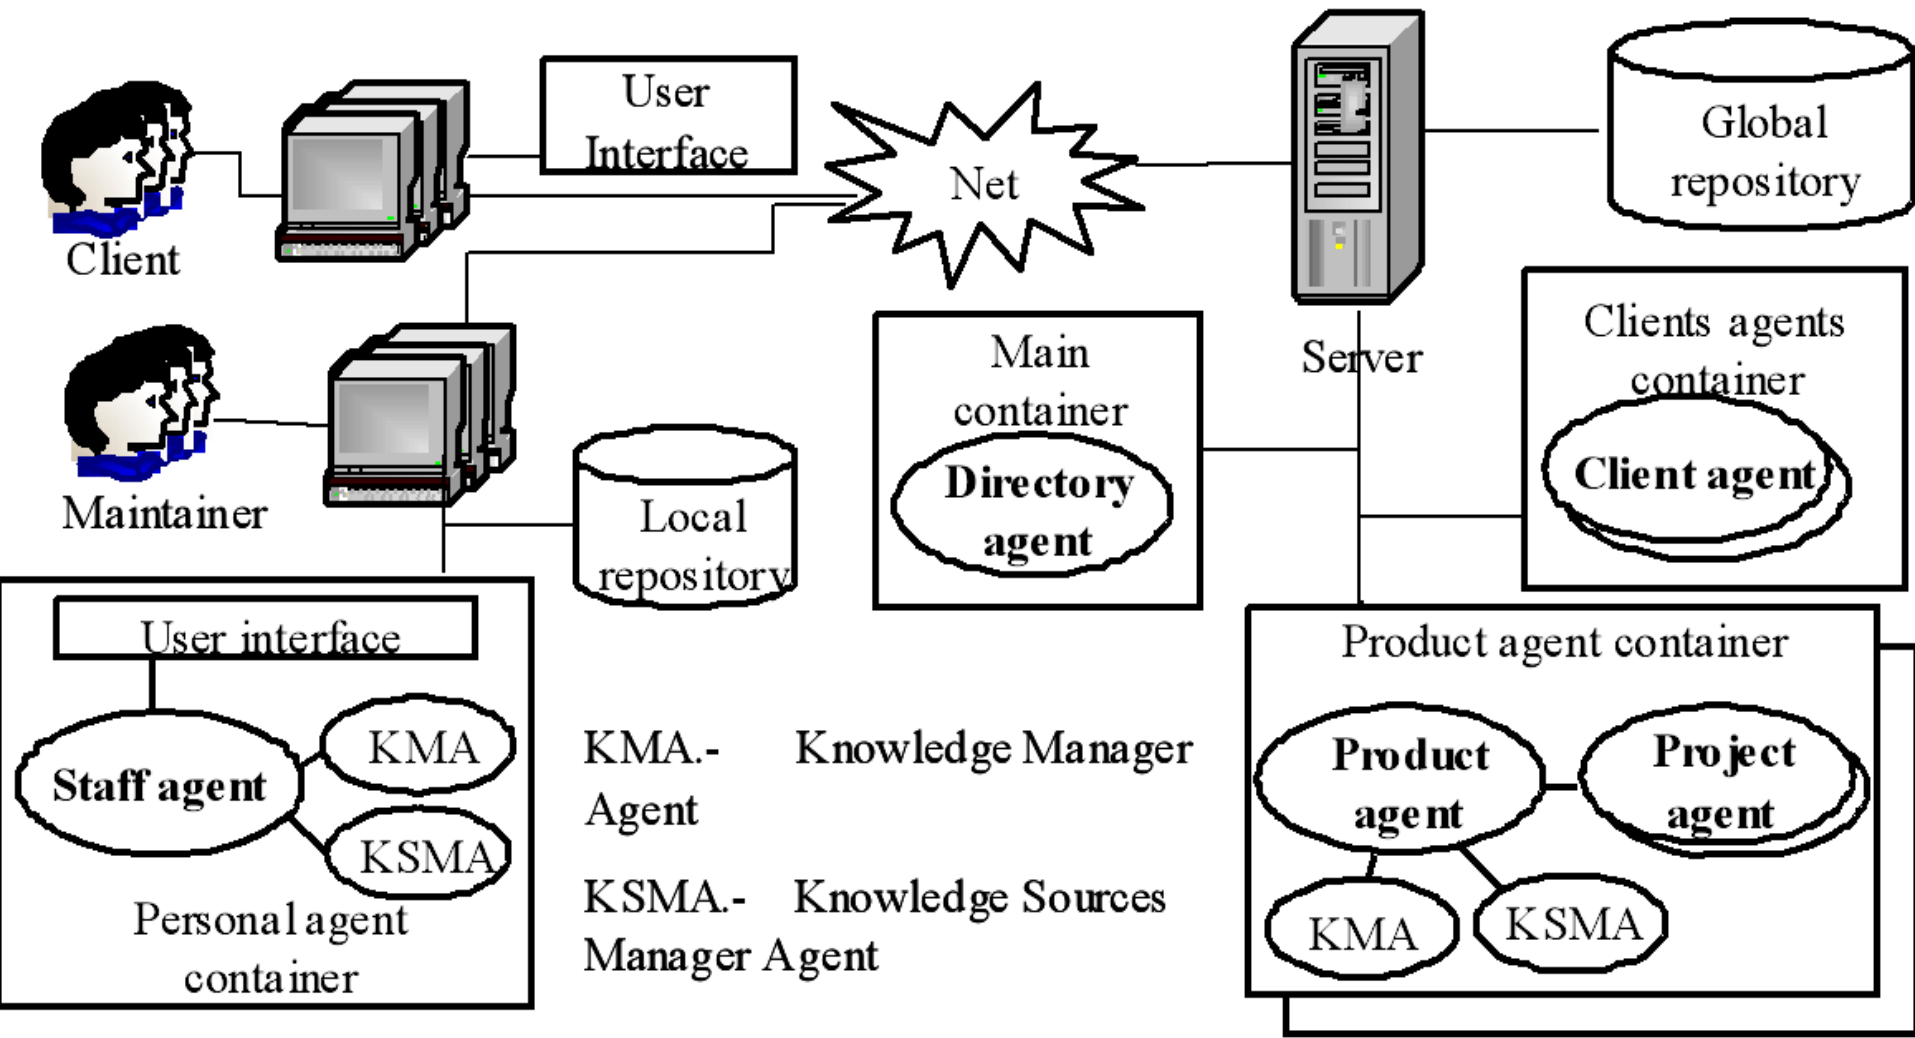 User
Interface
Net
Global
repository
Client
Server
Main
container
Directory
agent
Clients agents
container
Client agent
Maintainer
Local
repository
User interface
Staff agent
KMA
KSMA
Personal agent
container
KMA.- Knowledge Manager
Agent
KSMA.- Knowledge Sources
Manager Agent
Product agent container
Product
agent
Project
agent
KMA
KSMA